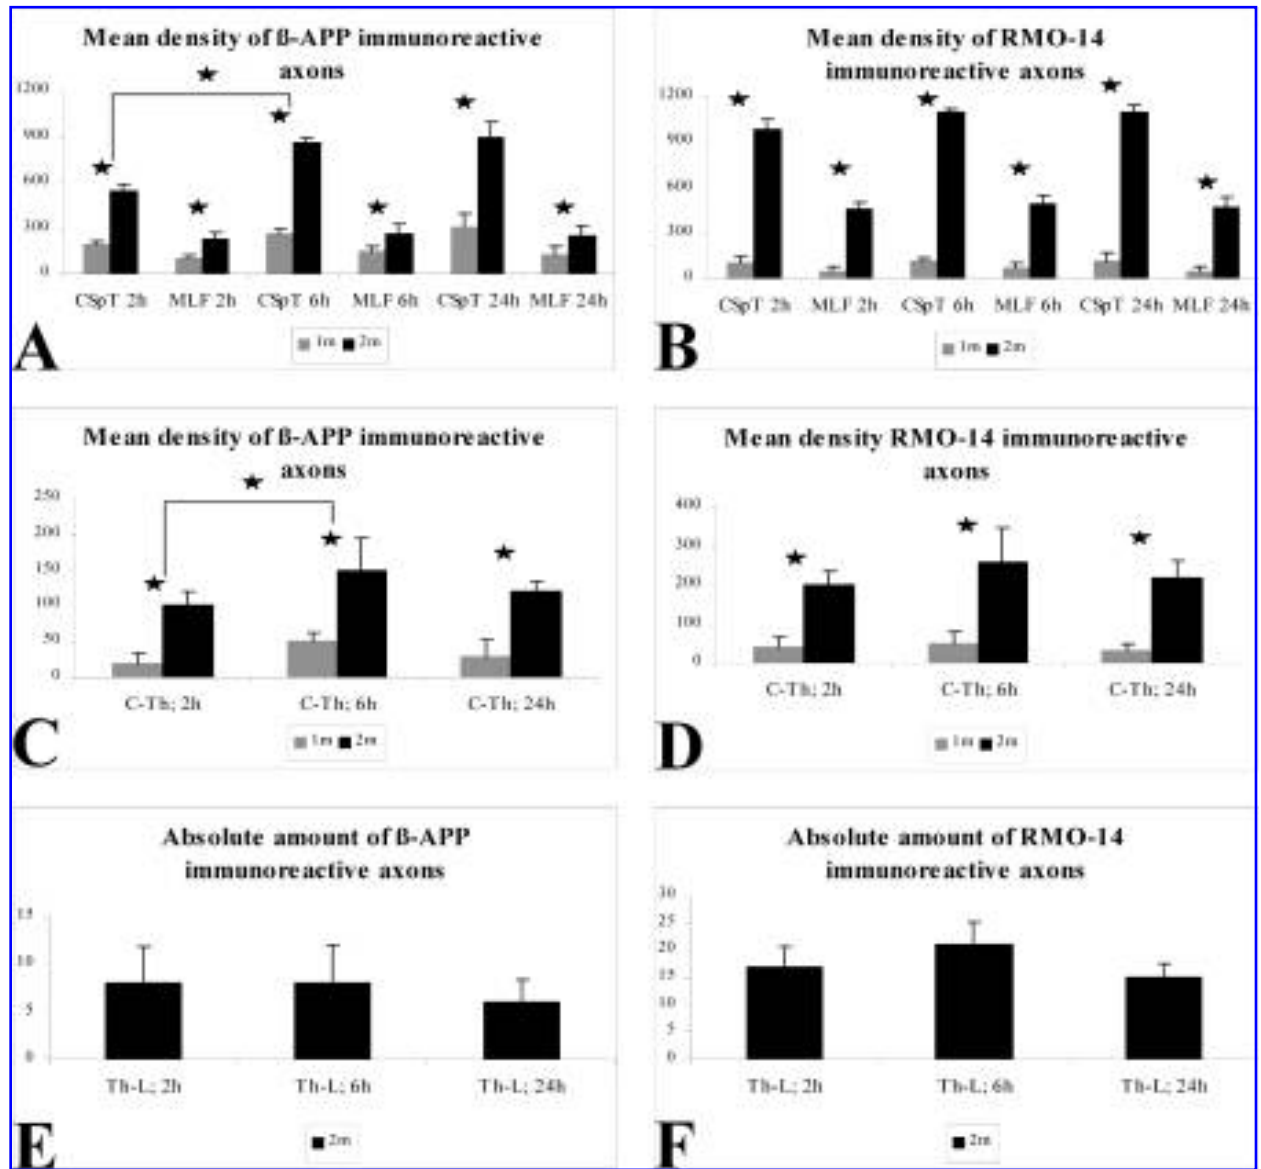 Mean density of ß-APP immunoreactive
axons
1200
900
600
300
0
CSpT 2h MLF 2h CSpT 6h MLF 6h CSpT 24h MLF 24h
1m 2m
A
Mean density of RMO-14
immunoreactive axons
1200
900
600
300
0
CSpT 2h MLF 2h CSpT 6h MLF 6h CSpT 24h MLF 24h
1m 2m
B
Mean density of ß-APP immunoreactive
axons
250
200
150
100
50
0
C-Th; 2h C-Th; 6h C-Th; 24h
1m 2m
C
Mean density RMO-14 immunoreactive
axons
400
300
200
100
0
C-Th; 2h C-Th; 6h C-Th; 24h
1m 2m
D
Absolute amount of ß-APP
immunoreactive axons
15
10
5
0
Th-L; 2h Th-L; 6h Th-L; 24h
2m
E
Absolute amount of RMO-14
immunoreactive axons
30
25
20
15
10
5
0
Th-L; 2h Th-L; 6h Th-L; 24h
2m
F